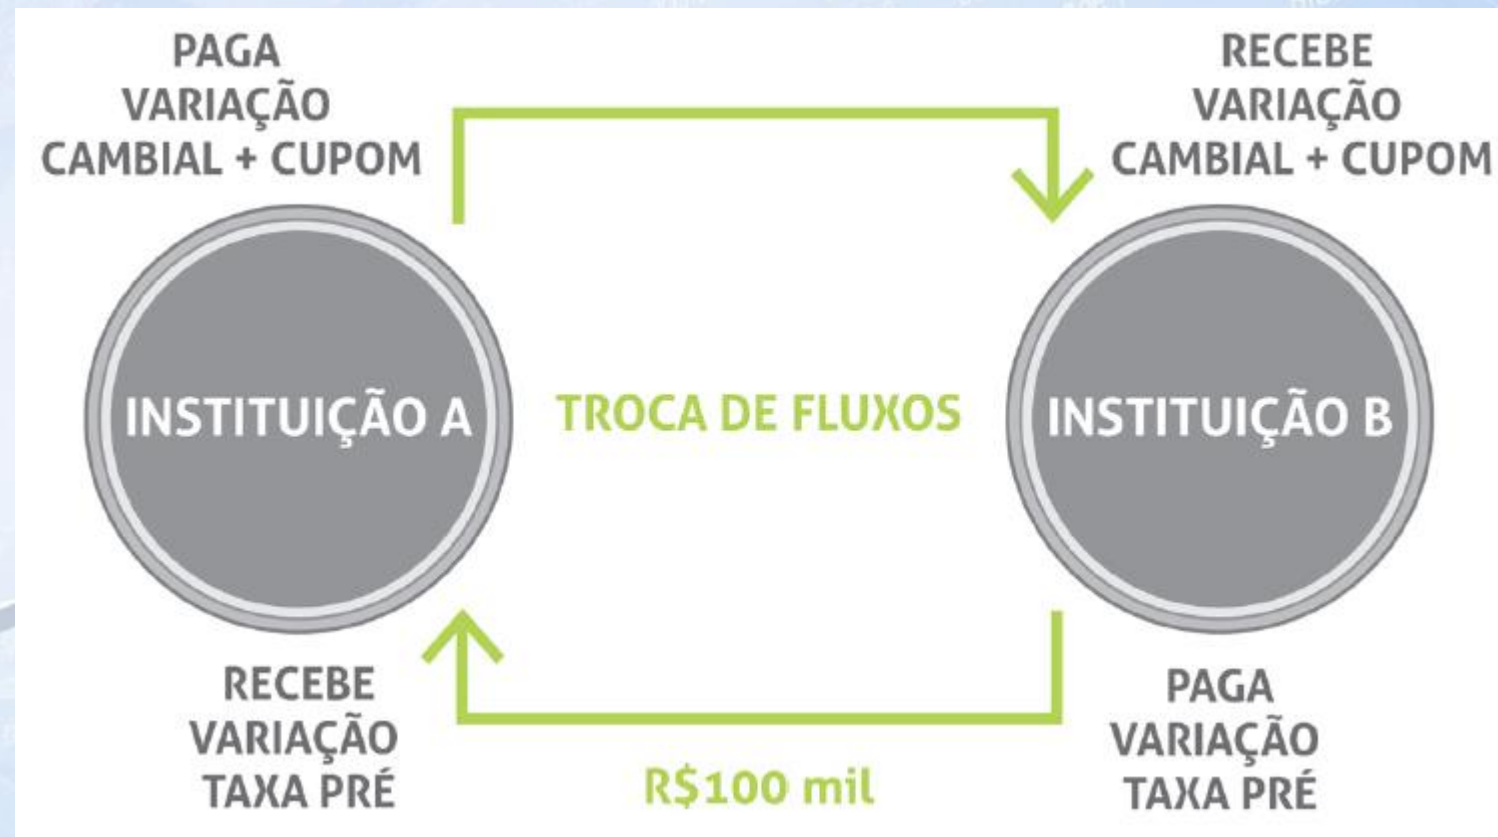 PAGA
VARIAÇÃO
CAMBIAL + CUPOM
RECEBE
VARIAÇÃO
CAMBIAL + CUPOM
INSTITUIÇÃO A
TROCA DE FLUXOS
INSTITUIÇÃO B
RECEBE
VARIAÇÃO
TAXA PRÉ
R$100 mil
PAGA
VARIAÇÃO
TAXA PRÉ